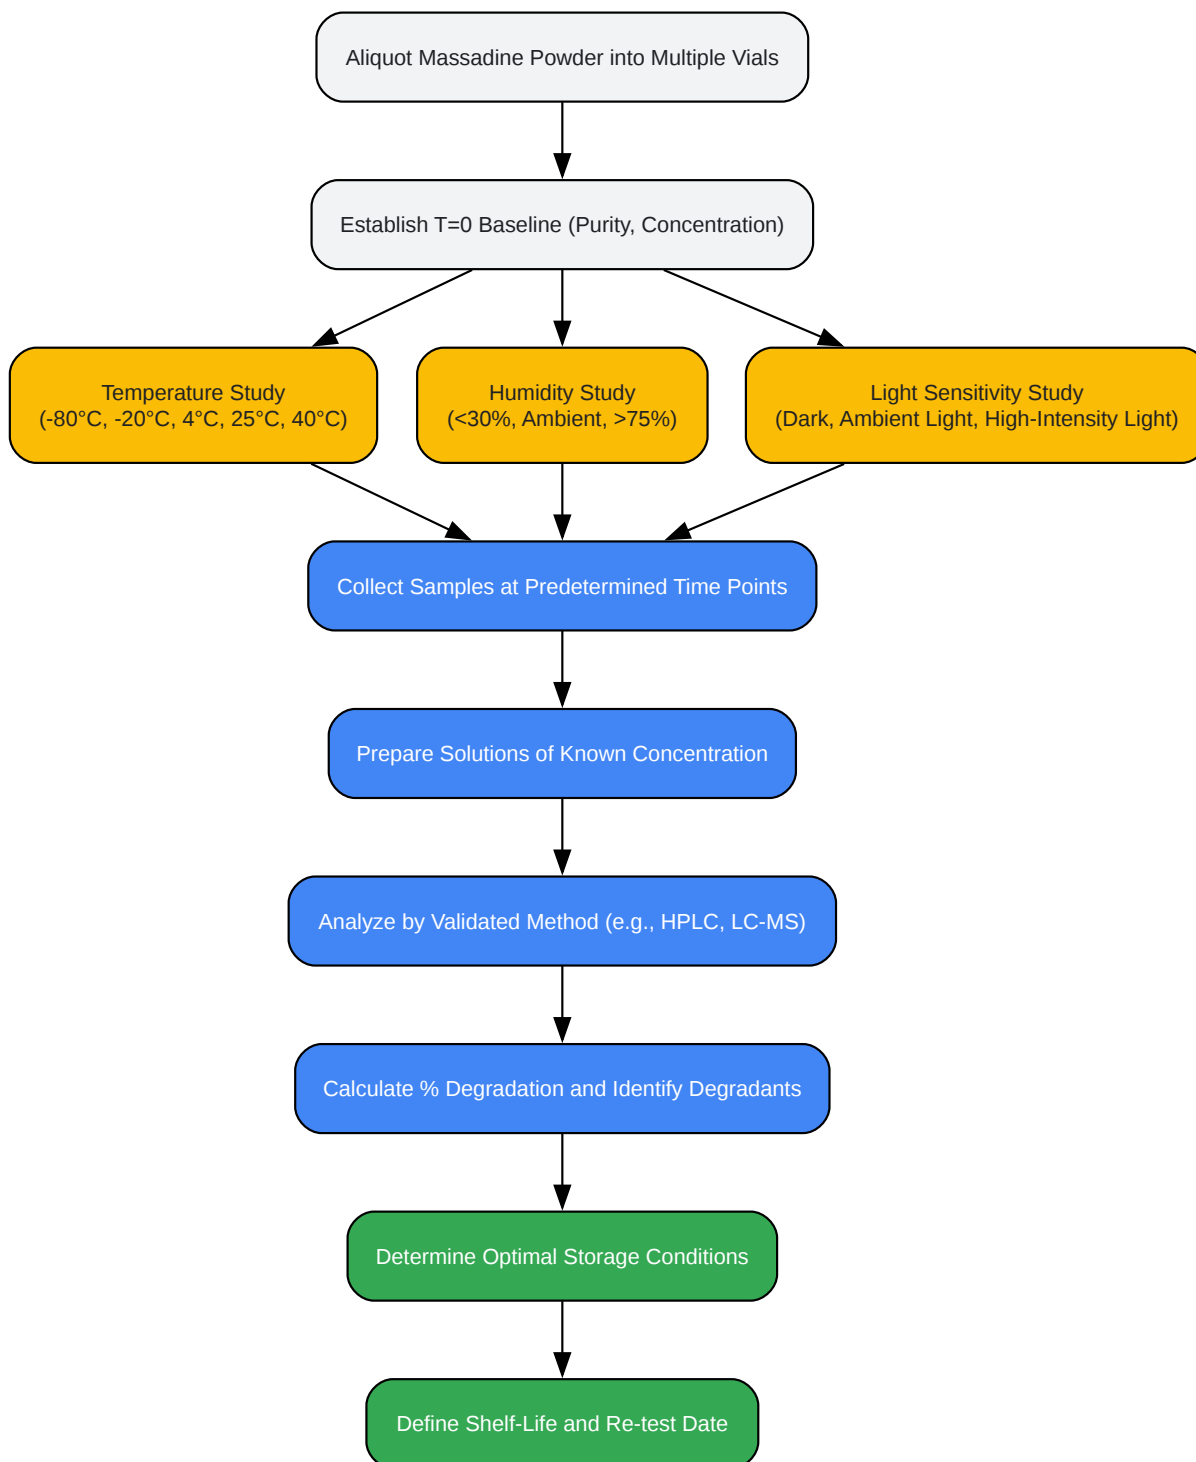 Aliquot Massadine Powder into Multiple Vials
Establish T=0 Baseline (Purity, Concentration)
Temperature Study
(-80°C, -20°C, 4°C, 25°C, 40°C)
Humidity Study
(<30%, Ambient, >75%)
Light Sensitivity Study
(Dark, Ambient Light, High-Intensity Light)
Collect Samples at Predetermined Time Points
Prepare Solutions of Known Concentration
Analyze by Validated Method (e.g., HPLC, LC-MS)
Calculate % Degradation and Identify Degradants
Determine Optimal Storage Conditions
Define Shelf-Life and Re-test Date